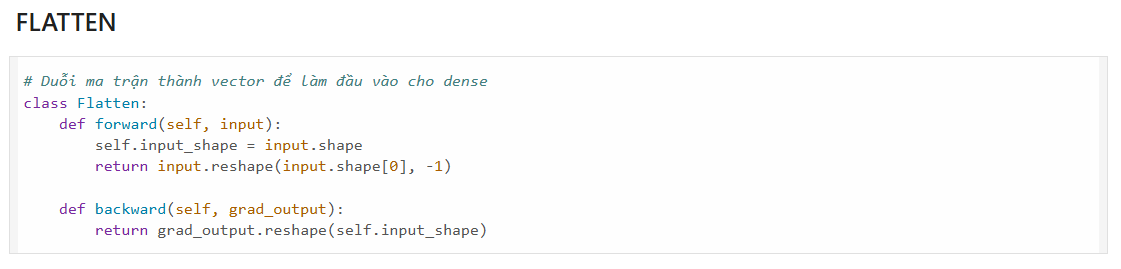 FLATTEN
# Duỗi ma trận thành vector để làm đầu vào cho dense
class Flatten:
    def forward(self, input):
        self.input_shape = input.shape
        return input.reshape(input.shape[0], -1)

    def backward(self, grad_output):
        return grad_output.reshape(self.input_shape)